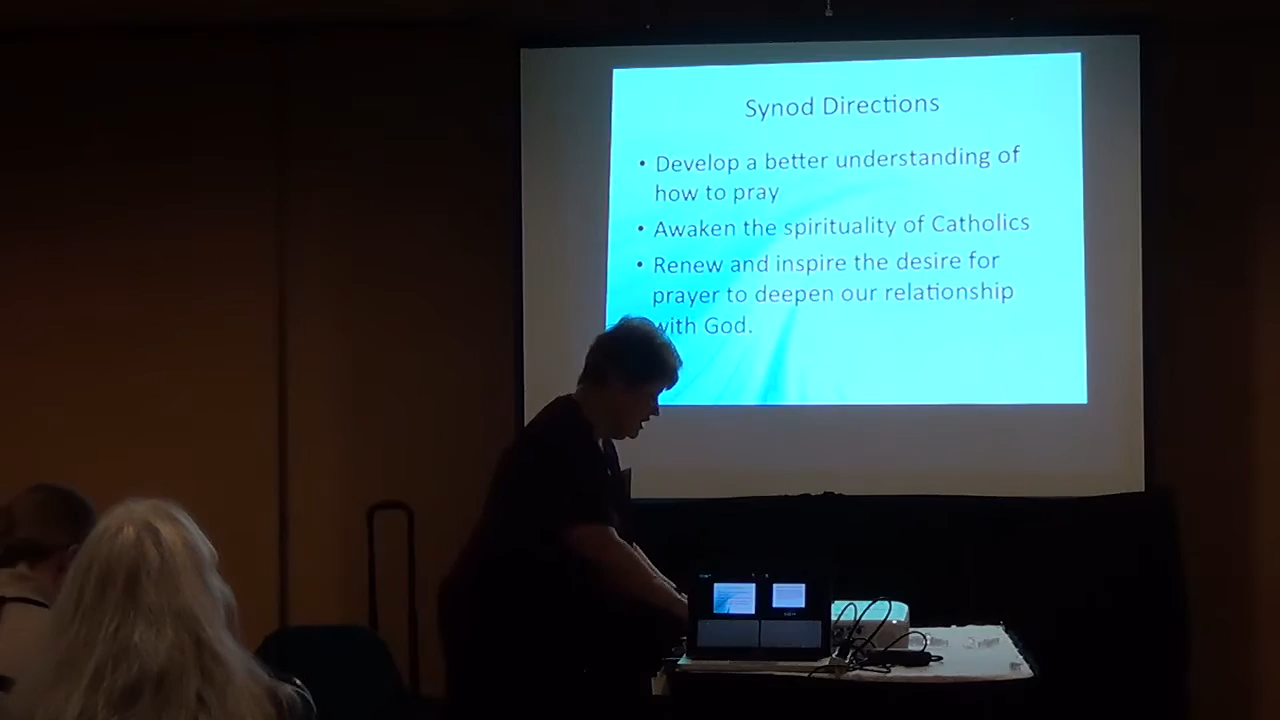 Synod Directions
• Develop a better understanding of
how to pray
• Awaken the spirituality of Catholics
• Renew and inspire the desire for
prayer to deepen our relationship
with God.